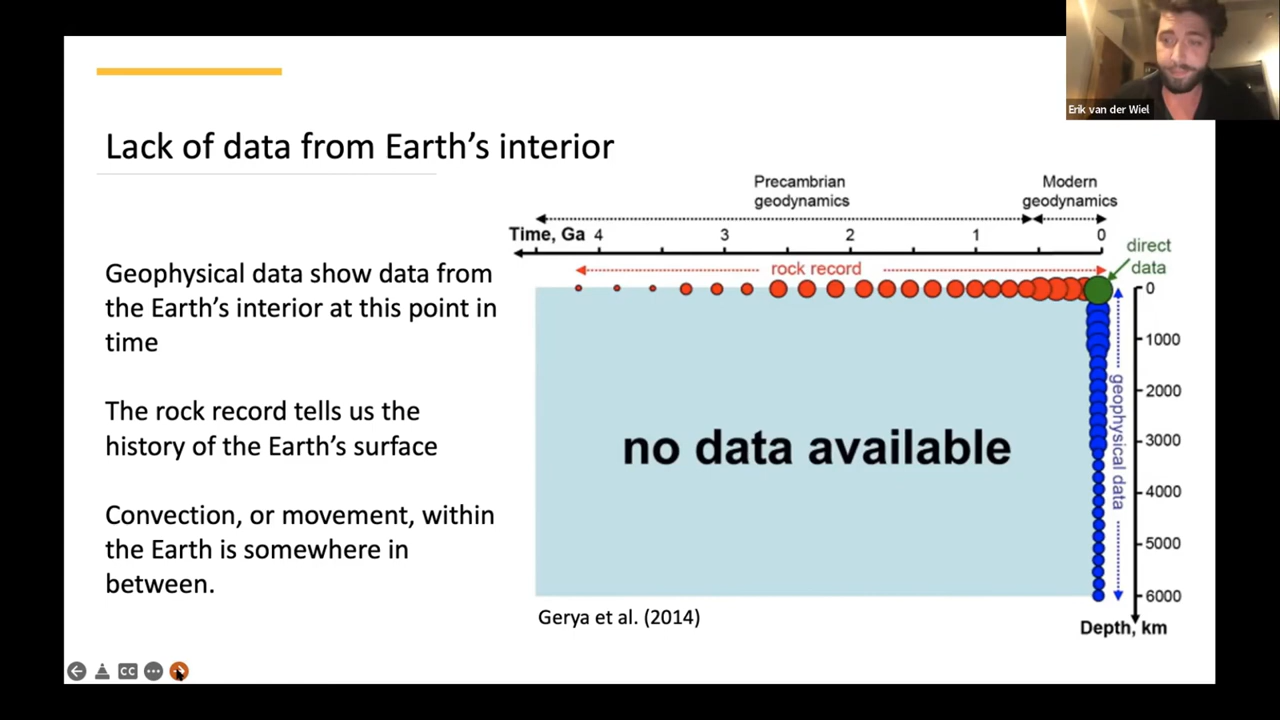 Erik van der Wiel
Lack of data from Earth's interior
Geophysical data show data from
the Earth's interior at this point in
time
The rock record tells us the
history of the Earth's surface
Convection, or movement, within
the Earth is somewhere in
between.
Precambrian
geodynamics
Modern
geodynamics
Time, Ga 4 3 2 1 0
direct
data
rock record
0
1000
2000
3000
4000
5000
6000
geophysical data
no data available
Depth, km
Gerya et al. (2014)
CC